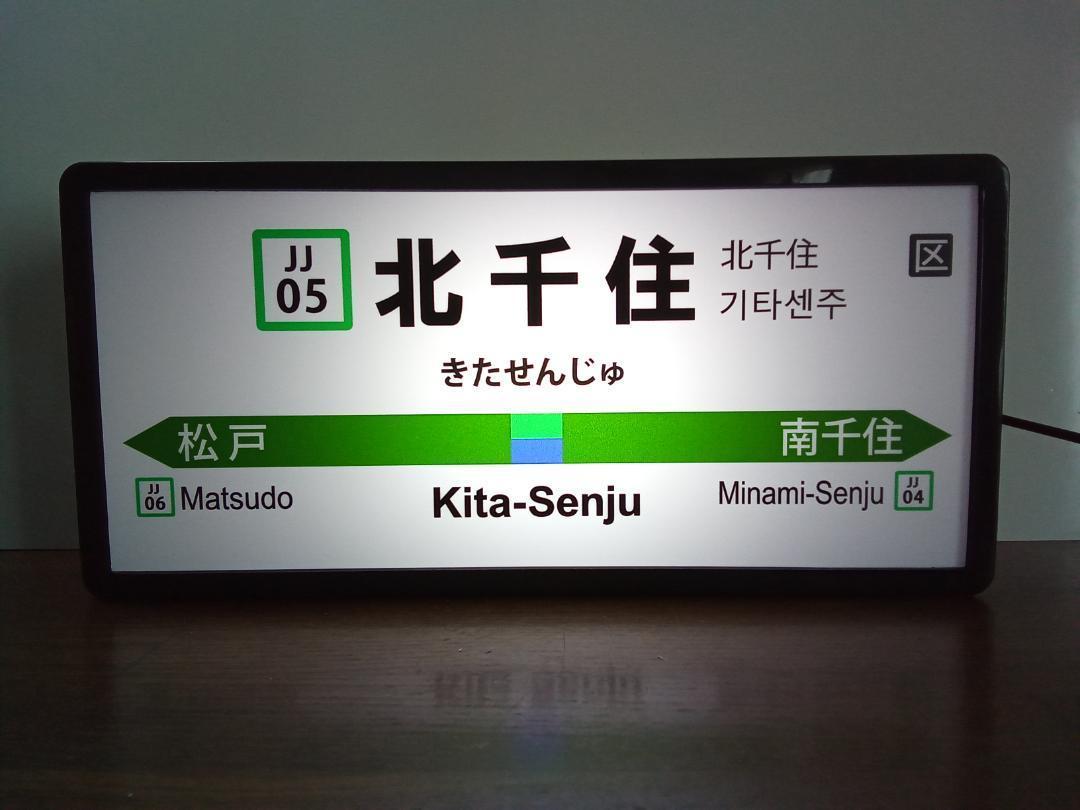 JJ
05
北千住
北千住
기타센주
区
きたせんじゅ
松戸
南千住
JJ
06
Matsudo
Kita-Senju
Minami-Senju
JJ
04